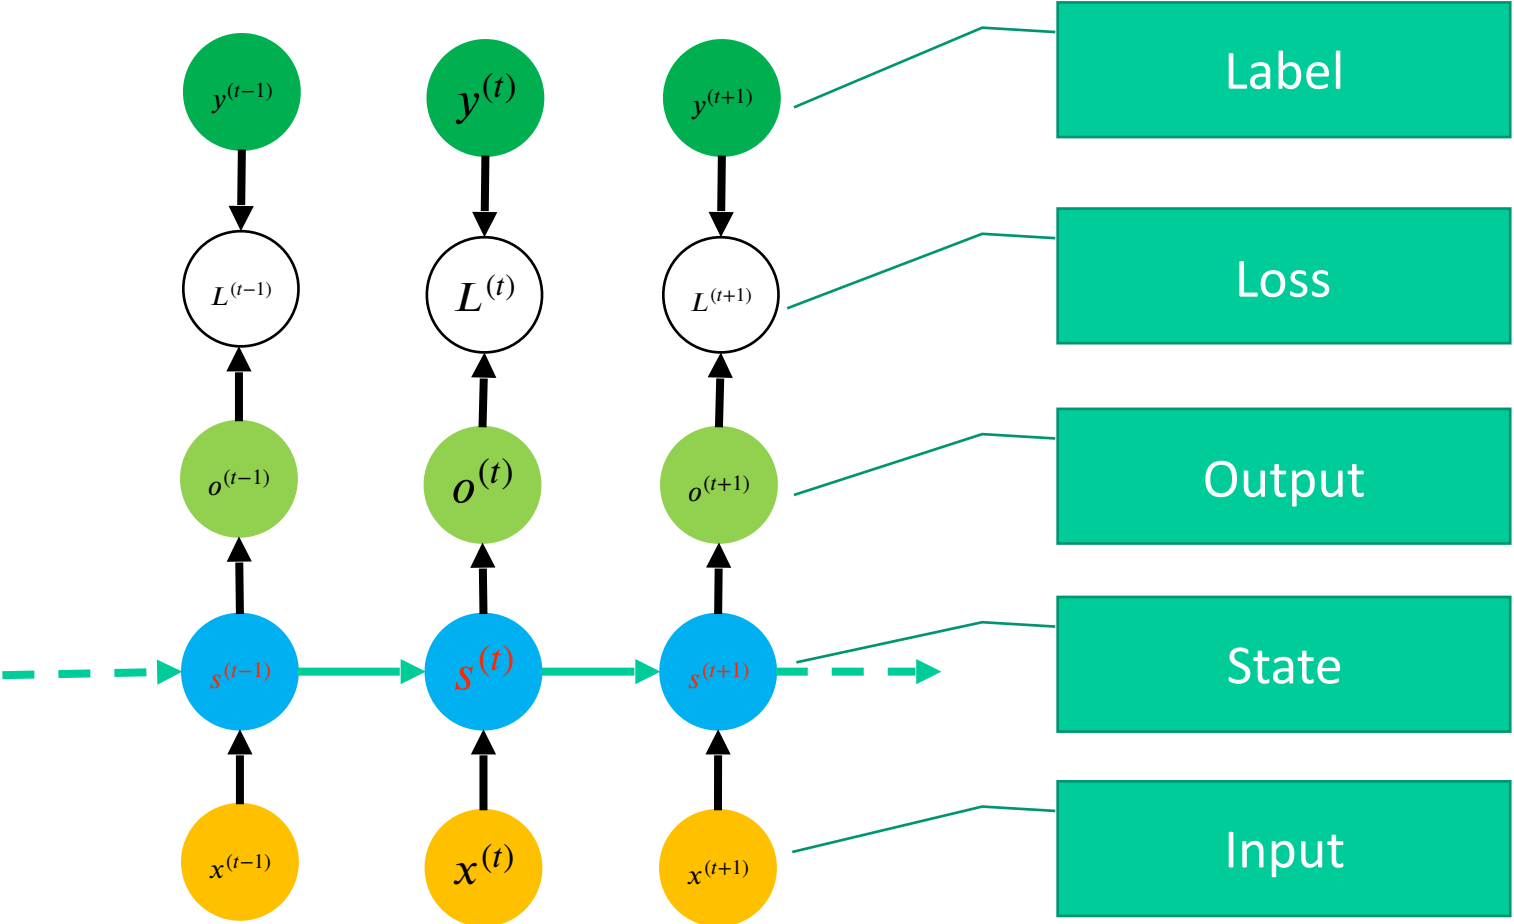 y^(t−1) y^(t) y^(t+1) Label
L^(t−1) L^(t) L^(t+1) Loss
o^(t−1) o^(t) o^(t+1) Output
s^(t−1) s^(t) s^(t+1) State
x^(t−1) x^(t) x^(t+1) Input